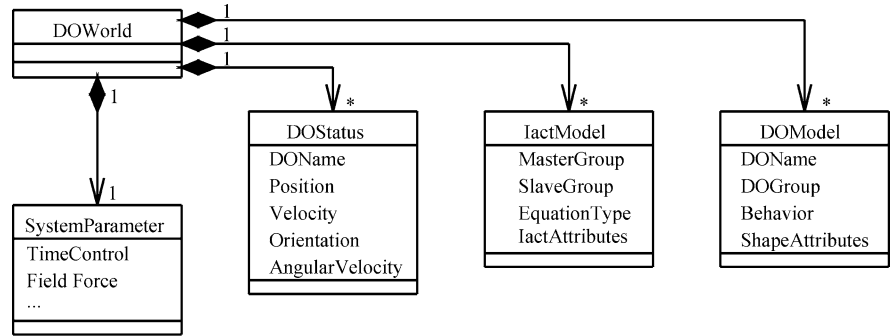 DOWorld
1
1
1
1
*
*
*
1
DOStatus
DOName
Position
Velocity
Orientation
AngularVelocity
IactModel
MasterGroup
SlaveGroup
EquationType
IactAttributes
DOModel
DOName
DOGroup
Behavior
ShapeAttributes
SystemParameter
TimeControl
Field Force
...